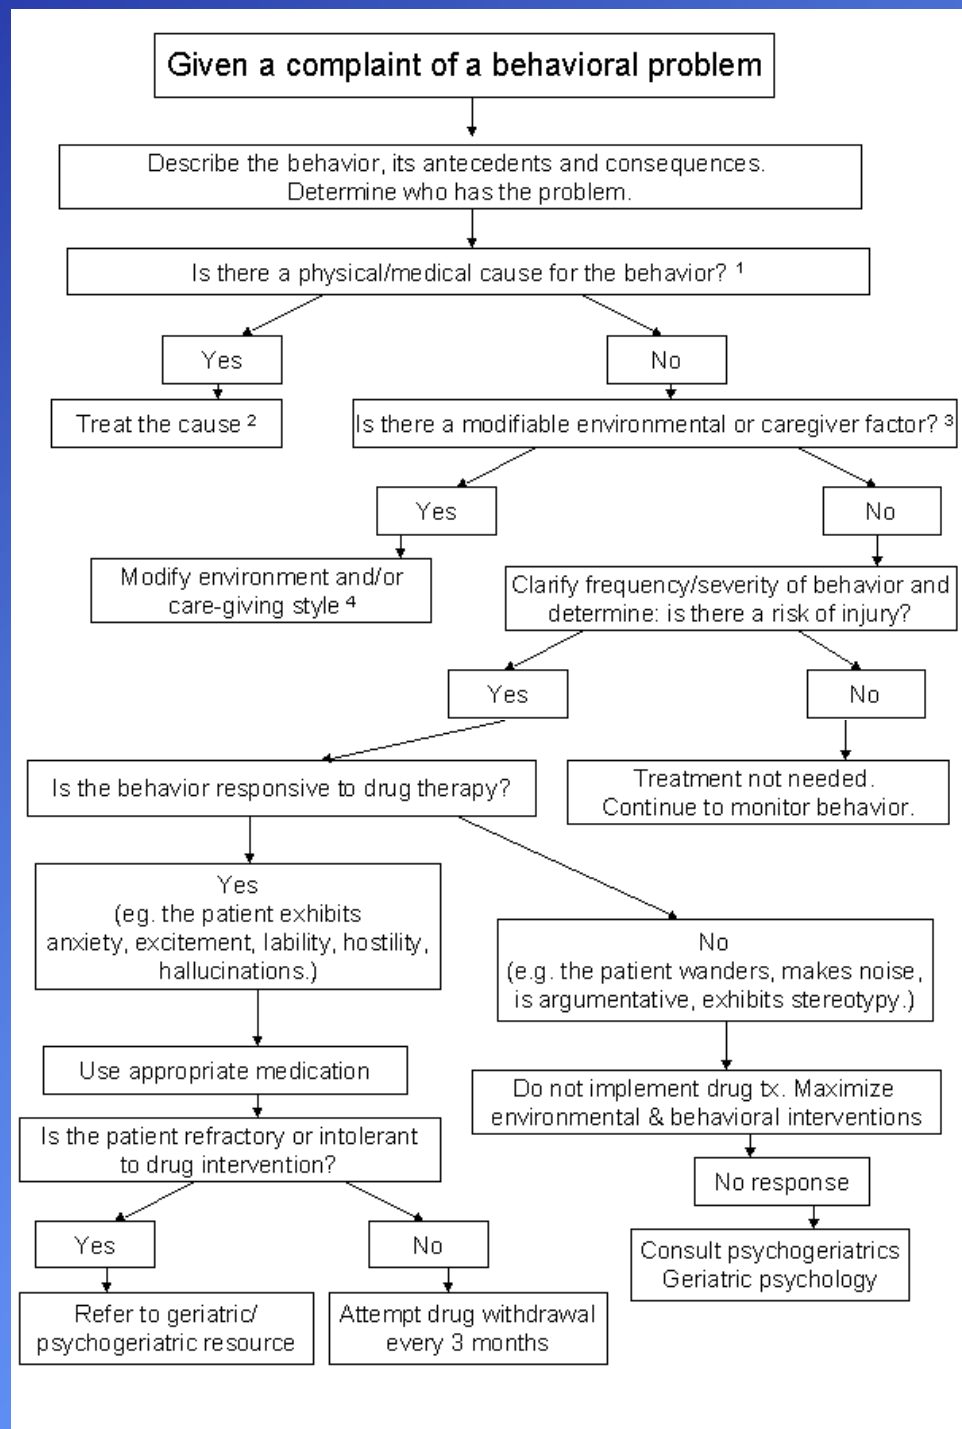 Given a complaint of a behavioral problem
Describe the behavior, its antecedents and consequences.
Determine who has the problem.
Is there a physical/medical cause for the behavior? 1
Yes
No
Treat the cause 2
Is there a modifiable environmental or caregiver factor? 3
Yes
No
Modify environment and/or
care-giving style 4
Clarify frequency/severity of behavior and
determine: is there a risk of injury?
Yes
No
Is the behavior responsive to drug therapy?
Treatment not needed.
Continue to monitor behavior.
Yes
(eg. the patient exhibits
anxiety, excitement, lability, hostility,
hallucinations.)
No
(e.g. the patient wanders, makes noise,
is argumentative, exhibits stereotypy.)
Use appropriate medication
Do not implement drug tx. Maximize
environmental & behavioral interventions
Is the patient refractory or intolerant
to drug intervention?
No response
Yes
No
Consult psychogeriatrics
Geriatric psychology
Refer to geriatric/
psychogeriatric resource
Attempt drug withdrawal
every 3 months